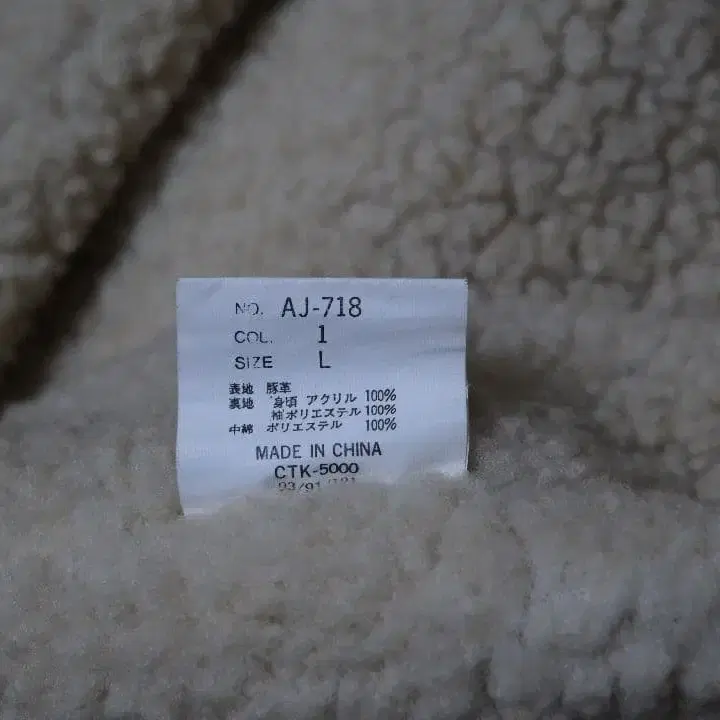 NO. AJ-718
COL. 1
SIZE L
表地 豚革
裏地 身頃 アクリル 100%
袖ポリエステル 100%
中綿 ポリエステル 100%
MADE IN CHINA
CTK-5000